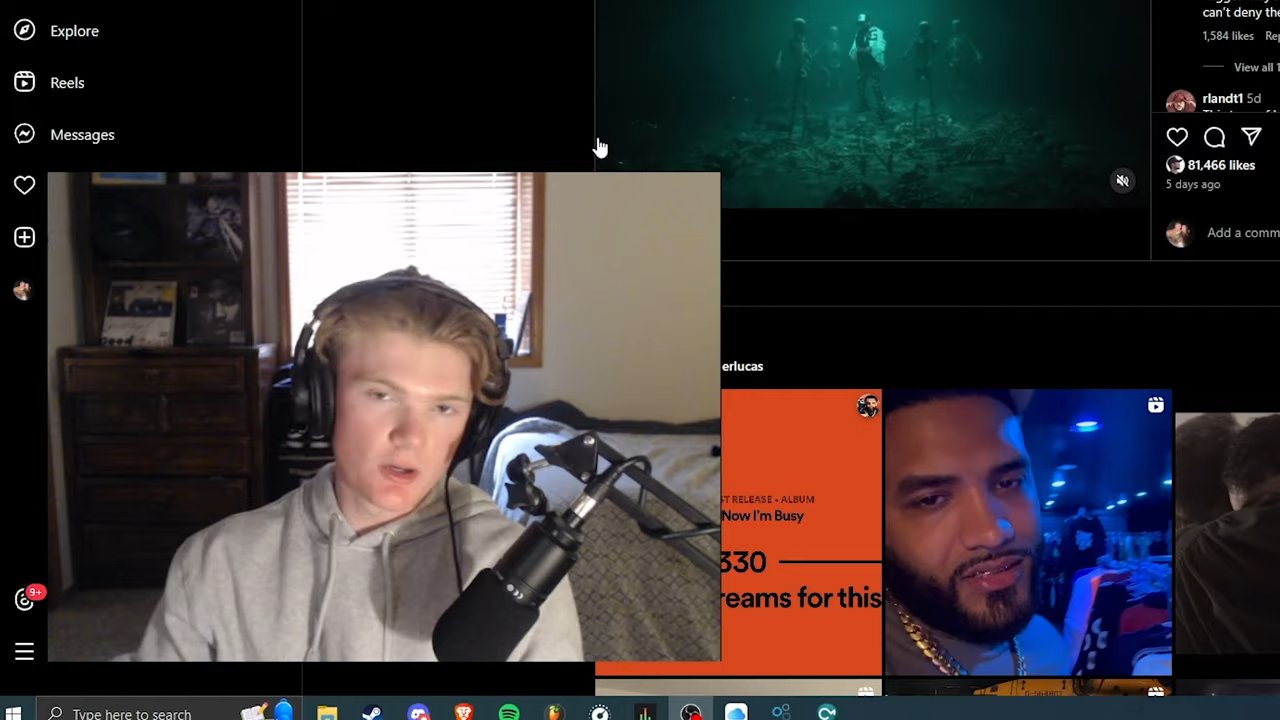 Explore
Reels
Messages
can't deny the
1,584 likes
View all 1
rlandt1 5d
81,466 likes
5 days ago
Add a comm
erlucas
ST RELEASE • ALBUM
Now I'm Busy
330
reams for this
9+
Type here to search